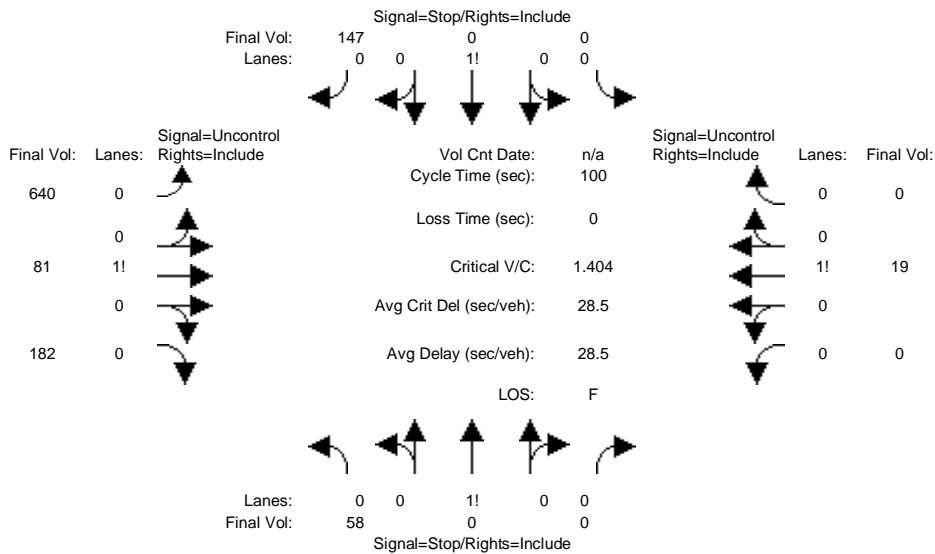 Signal=Stop/Rights=Include
Final Vol: 147 0 0
Lanes: 0 0 1! 0 0
Signal=Uncontrol Signal=Uncontrol
Final Vol: Lanes: Rights=Include Vol Cnt Date: n/a Rights=Include Lanes: Final Vol:
Cycle Time (sec): 100
640 0 0 0
Loss Time (sec): 0
0 0
81 1! Critical V/C: 1.404 1! 19
0 Avg Crit Del (sec/veh): 28.5 0
182 0 Avg Delay (sec/veh): 28.5 0 0
LOS: F
Lanes: 0 0 1! 0 0
Final Vol: 58 0 0
Signal=Stop/Rights=Include